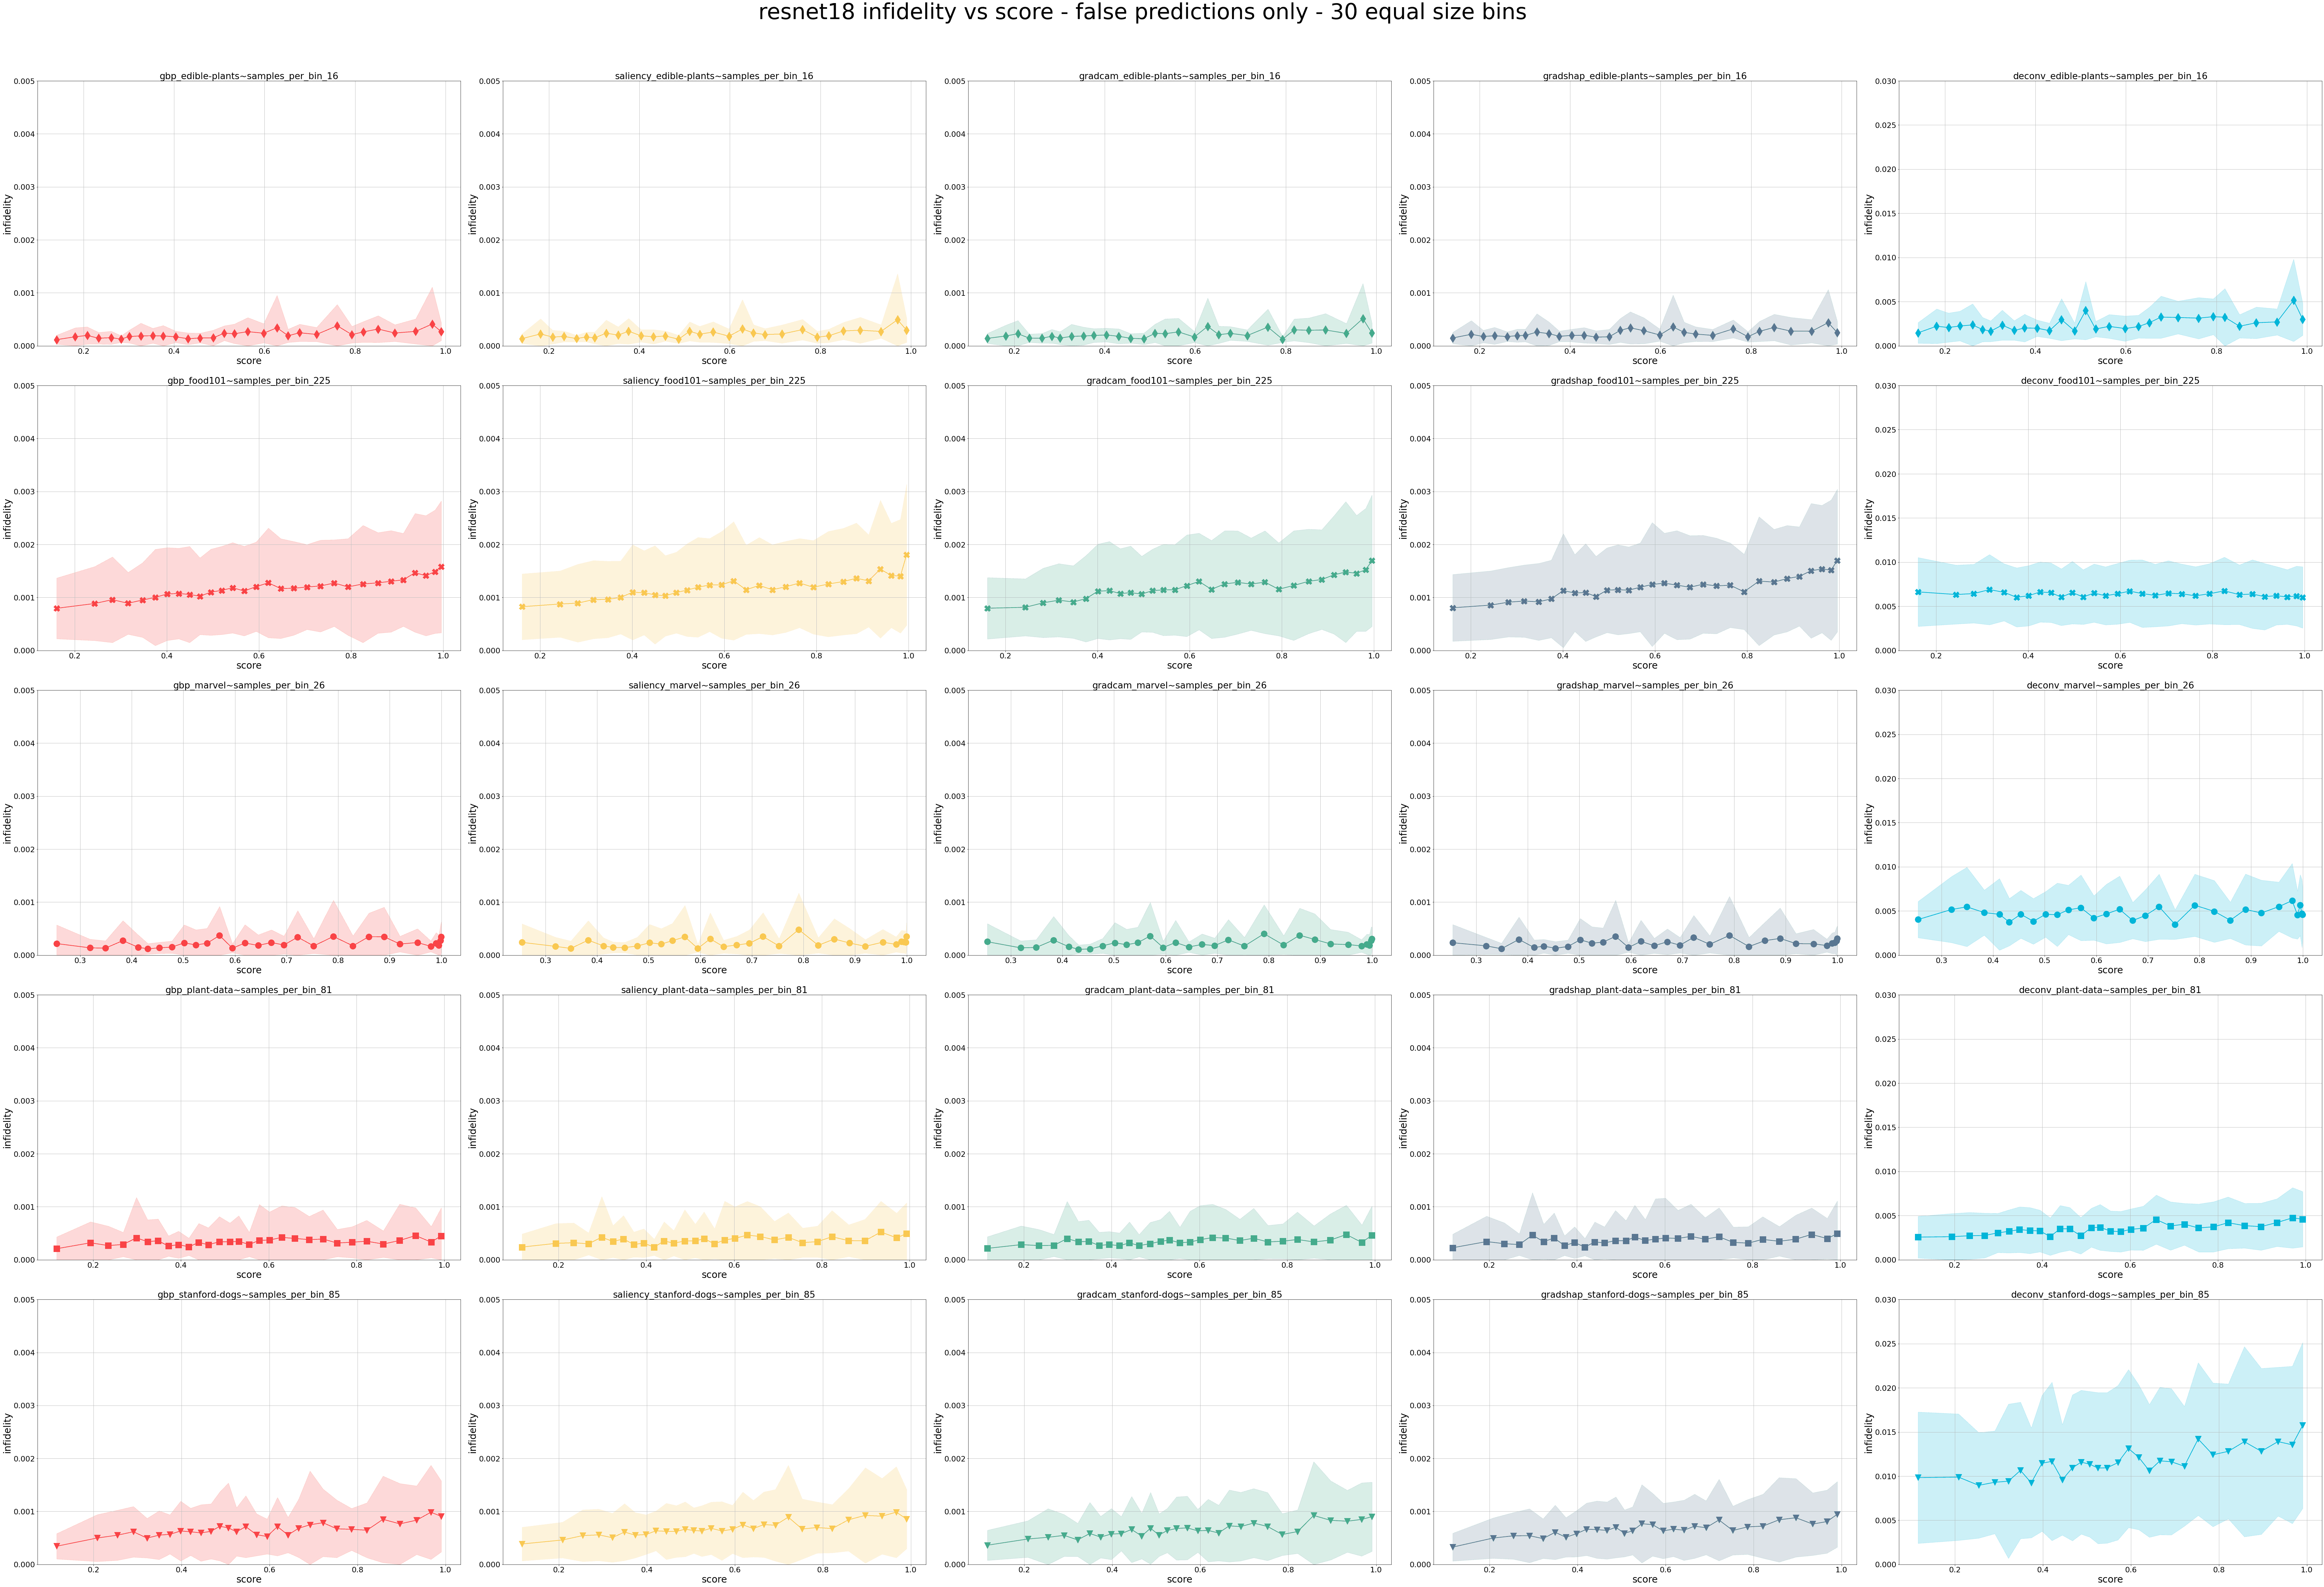 resnet18 infidelity vs score - false predictions only - 30 equal size bins
gbp_edible-plants~samples_per_bin_16
0.005
0.004
0.003
0.002
0.001
0.000
infidelity
0.2 0.4 0.6 0.8 1.0
score
saliency_edible-plants~samples_per_bin_16
0.005
0.004
0.003
0.002
0.001
0.000
infidelity
0.2 0.4 0.6 0.8 1.0
score
gradcam_edible-plants~samples_per_bin_16
0.005
0.004
0.003
0.002
0.001
0.000
infidelity
0.2 0.4 0.6 0.8 1.0
score
gradshap_edible-plants~samples_per_bin_16
0.005
0.004
0.003
0.002
0.001
0.000
infidelity
0.2 0.4 0.6 0.8 1.0
score
deconv_edible-plants~samples_per_bin_16
0.030
0.025
0.020
0.015
0.010
0.005
0.000
infidelity
0.2 0.4 0.6 0.8 1.0
score
gbp_food101~samples_per_bin_225
0.005
0.004
0.003
0.002
0.001
0.000
infidelity
0.2 0.4 0.6 0.8 1.0
score
saliency_food101~samples_per_bin_225
0.005
0.004
0.003
0.002
0.001
0.000
infidelity
0.2 0.4 0.6 0.8 1.0
score
gradcam_food101~samples_per_bin_225
0.005
0.004
0.003
0.002
0.001
0.000
infidelity
0.2 0.4 0.6 0.8 1.0
score
gradshap_food101~samples_per_bin_225
0.005
0.004
0.003
0.002
0.001
0.000
infidelity
0.2 0.4 0.6 0.8 1.0
score
deconv_food101~samples_per_bin_225
0.030
0.025
0.020
0.015
0.010
0.005
0.000
infidelity
0.2 0.4 0.6 0.8 1.0
score
gbp_marvel~samples_per_bin_26
0.005
0.004
0.003
0.002
0.001
0.000
infidelity
0.3 0.4 0.5 0.6 0.7 0.8 0.9 1.0
score
saliency_marvel~samples_per_bin_26
0.005
0.004
0.003
0.002
0.001
0.000
infidelity
0.3 0.4 0.5 0.6 0.7 0.8 0.9 1.0
score
gradcam_marvel~samples_per_bin_26
0.005
0.004
0.003
0.002
0.001
0.000
infidelity
0.3 0.4 0.5 0.6 0.7 0.8 0.9 1.0
score
gradshap_marvel~samples_per_bin_26
0.005
0.004
0.003
0.002
0.001
0.000
infidelity
0.3 0.4 0.5 0.6 0.7 0.8 0.9 1.0
score
deconv_marvel~samples_per_bin_26
0.030
0.025
0.020
0.015
0.010
0.005
0.000
infidelity
0.3 0.4 0.5 0.6 0.7 0.8 0.9 1.0
score
gbp_plant-data~samples_per_bin_81
0.005
0.004
0.003
0.002
0.001
0.000
infidelity
0.2 0.4 0.6 0.8 1.0
score
saliency_plant-data~samples_per_bin_81
0.005
0.004
0.003
0.002
0.001
0.000
infidelity
0.2 0.4 0.6 0.8 1.0
score
gradcam_plant-data~samples_per_bin_81
0.005
0.004
0.003
0.002
0.001
0.000
infidelity
0.2 0.4 0.6 0.8 1.0
score
gradshap_plant-data~samples_per_bin_81
0.005
0.004
0.003
0.002
0.001
0.000
infidelity
0.2 0.4 0.6 0.8 1.0
score
deconv_plant-data~samples_per_bin_81
0.030
0.025
0.020
0.015
0.010
0.005
0.000
infidelity
0.2 0.4 0.6 0.8 1.0
score
gbp_stanford-dogs~samples_per_bin_85
0.005
0.004
0.003
0.002
0.001
0.000
infidelity
0.2 0.4 0.6 0.8 1.0
score
saliency_stanford-dogs~samples_per_bin_85
0.005
0.004
0.003
0.002
0.001
0.000
infidelity
0.2 0.4 0.6 0.8 1.0
score
gradcam_stanford-dogs~samples_per_bin_85
0.005
0.004
0.003
0.002
0.001
0.000
infidelity
0.2 0.4 0.6 0.8 1.0
score
gradshap_stanford-dogs~samples_per_bin_85
0.005
0.004
0.003
0.002
0.001
0.000
infidelity
0.2 0.4 0.6 0.8 1.0
score
deconv_stanford-dogs~samples_per_bin_85
0.030
0.025
0.020
0.015
0.010
0.005
0.000
infidelity
0.2 0.4 0.6 0.8 1.0
score